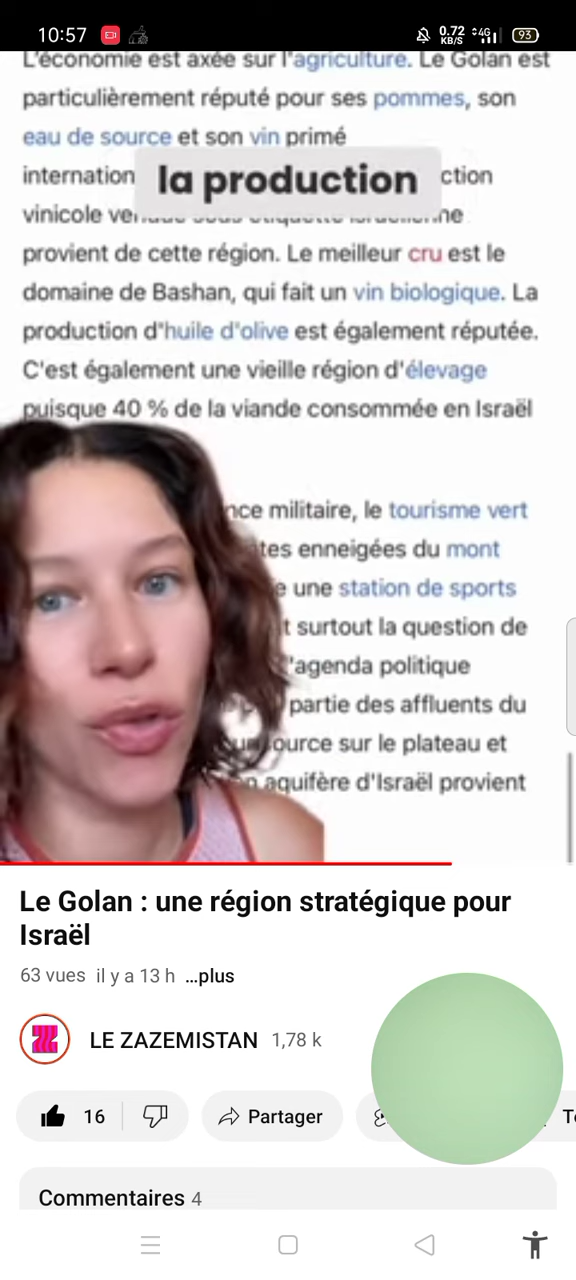 10:57
0.72
KB/S
4G
93
L'économie est axée sur l'agriculture. Le Golan est
particulièrement réputé pour ses pommes, son
eau de source et son vin primé
internation
la production
ction
vinicole
provient de cette région. Le meilleur cru est le
domaine de Bashan, qui fait un vin biologique. La
production d'huile d'olive est également réputée.
C'est également une vieille région d'élevage
puisque 40 % de la viande consommée en Israël
nce militaire, le tourisme vert
tes enneigées du mont
e une station de sports
t surtout la question de
l'agenda politique
partie des affluents du
source sur le plateau et
aquifère d'Israël provient
Le Golan : une région stratégique pour
Israël
63 vues il y a 13 h ...plus
LE ZAZEMISTAN 1,78 k
16
Partager
Commentaires 4